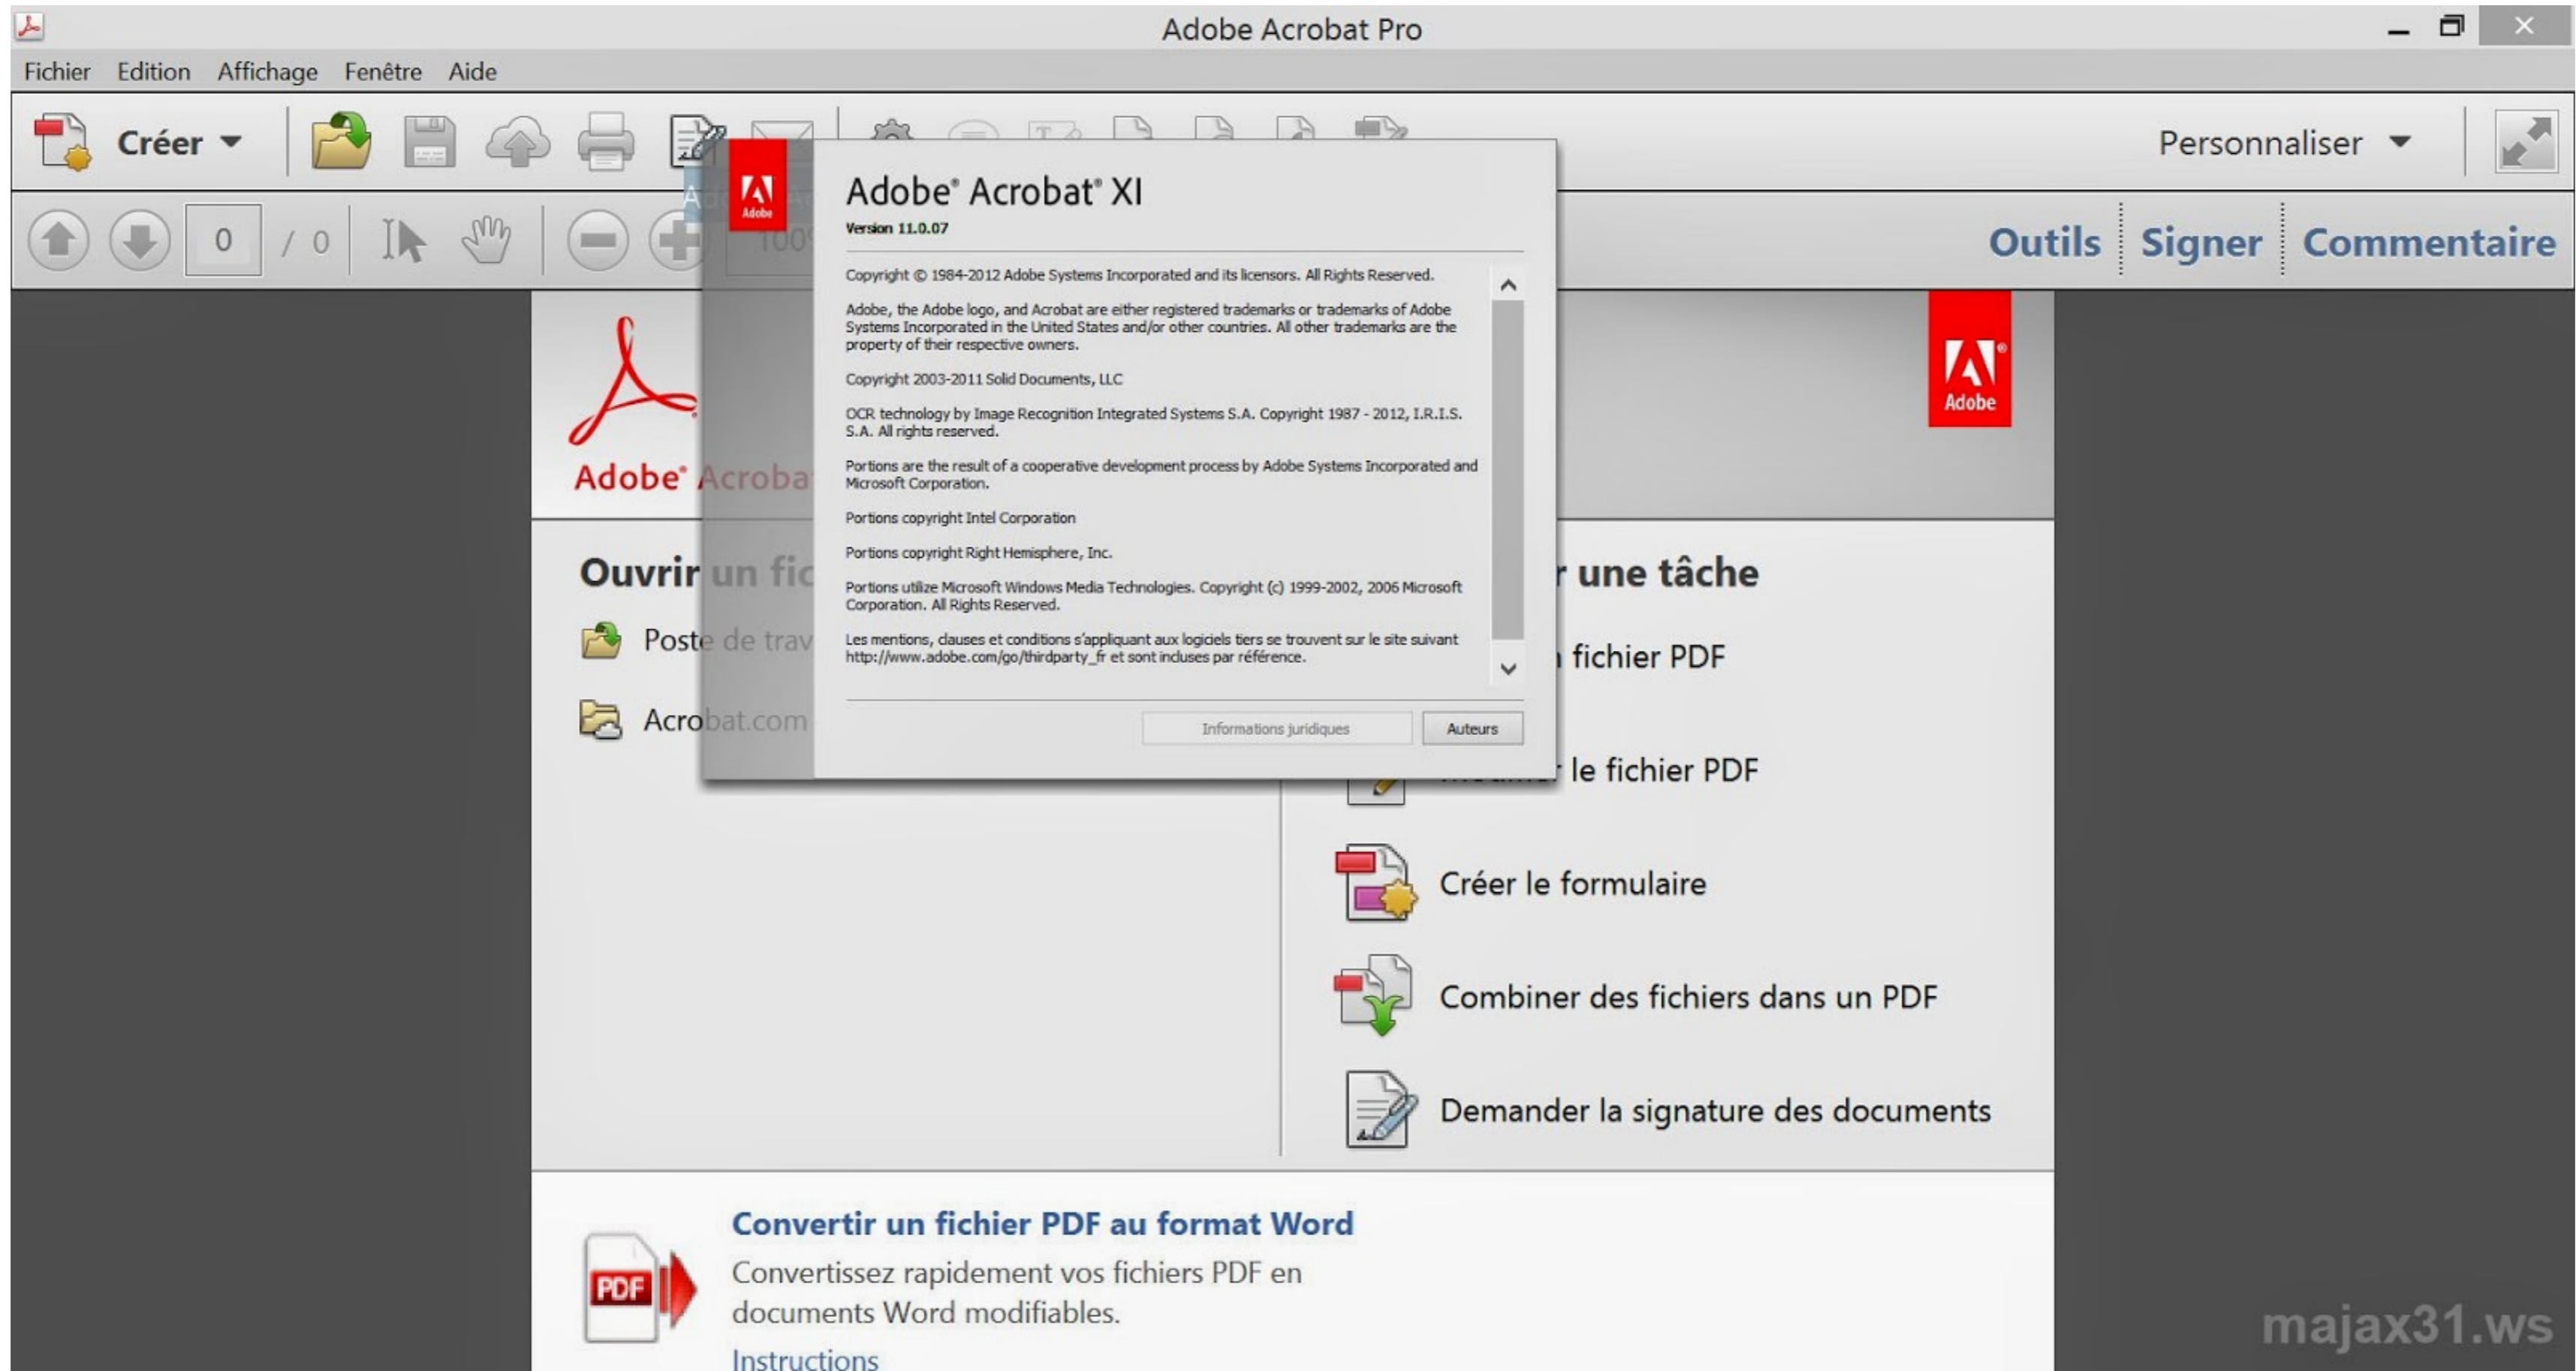 Adobe Acrobat Pro
Fichier Edition Affichage Fenêtre Aide
Créer
Personnaliser
Adobe
Adobe® Acrobat® XI
Version 11.0.07
0 / 0
100%
Outils Signer Commentaire
Copyright © 1984-2012 Adobe Systems Incorporated and its licensors. All Rights Reserved.
Adobe, the Adobe logo, and Acrobat are either registered trademarks or trademarks of Adobe
Systems Incorporated in the United States and/or other countries. All other trademarks are the
property of their respective owners.
Copyright 2003-2011 Solid Documents, LLC
OCR technology by Image Recognition Integrated Systems S.A. Copyright 1987 - 2012, I.R.I.S.
S.A. All rights reserved.
Portions are the result of a cooperative development process by Adobe Systems Incorporated and
Microsoft Corporation.
Portions copyright Intel Corporation
Portions copyright Right Hemisphere, Inc.
Portions utilize Microsoft Windows Media Technologies. Copyright (c) 1999-2002, 2006 Microsoft
Corporation. All Rights Reserved.
Les mentions, clauses et conditions s'appliquant aux logiciels tiers se trouvent sur le site suivant
http://www.adobe.com/go/thirdparty_fr et sont incluses par référence.
Informations juridiques Auteurs
Adobe® Acroba
Adobe
Ouvrir un fic
Poste de trav
Acrobat.com
une tâche
fichier PDF
le fichier PDF
Créer le formulaire
Combiner des fichiers dans un PDF
Demander la signature des documents
PDF
Convertir un fichier PDF au format Word
Convertissez rapidement vos fichiers PDF en
documents Word modifiables.
Instructions
majax31.ws